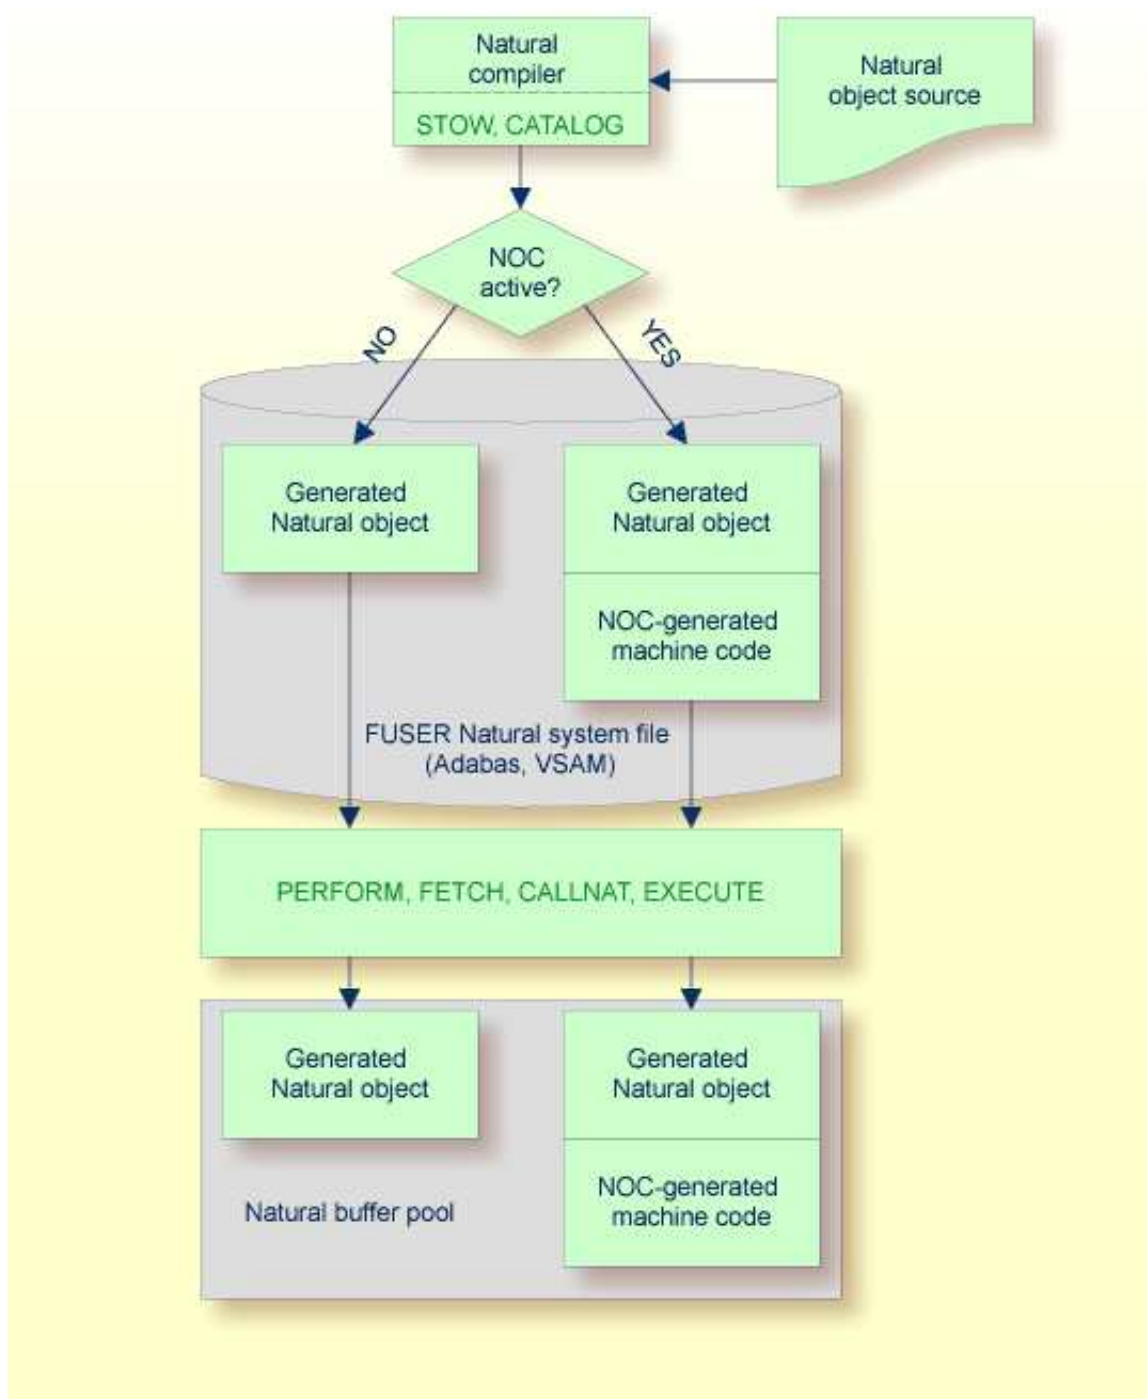 Natural
compiler
STOW, CATALOG
Natural
object source
NOC
active?
NO
YES
Generated
Natural object
Generated
Natural object
NOC-generated
machine code
FUSER Natural system file
(Adabas, VSAM)
PERFORM, FETCH, CALLNAT, EXECUTE
Generated
Natural object
Generated
Natural object
NOC-generated
machine code
Natural buffer pool